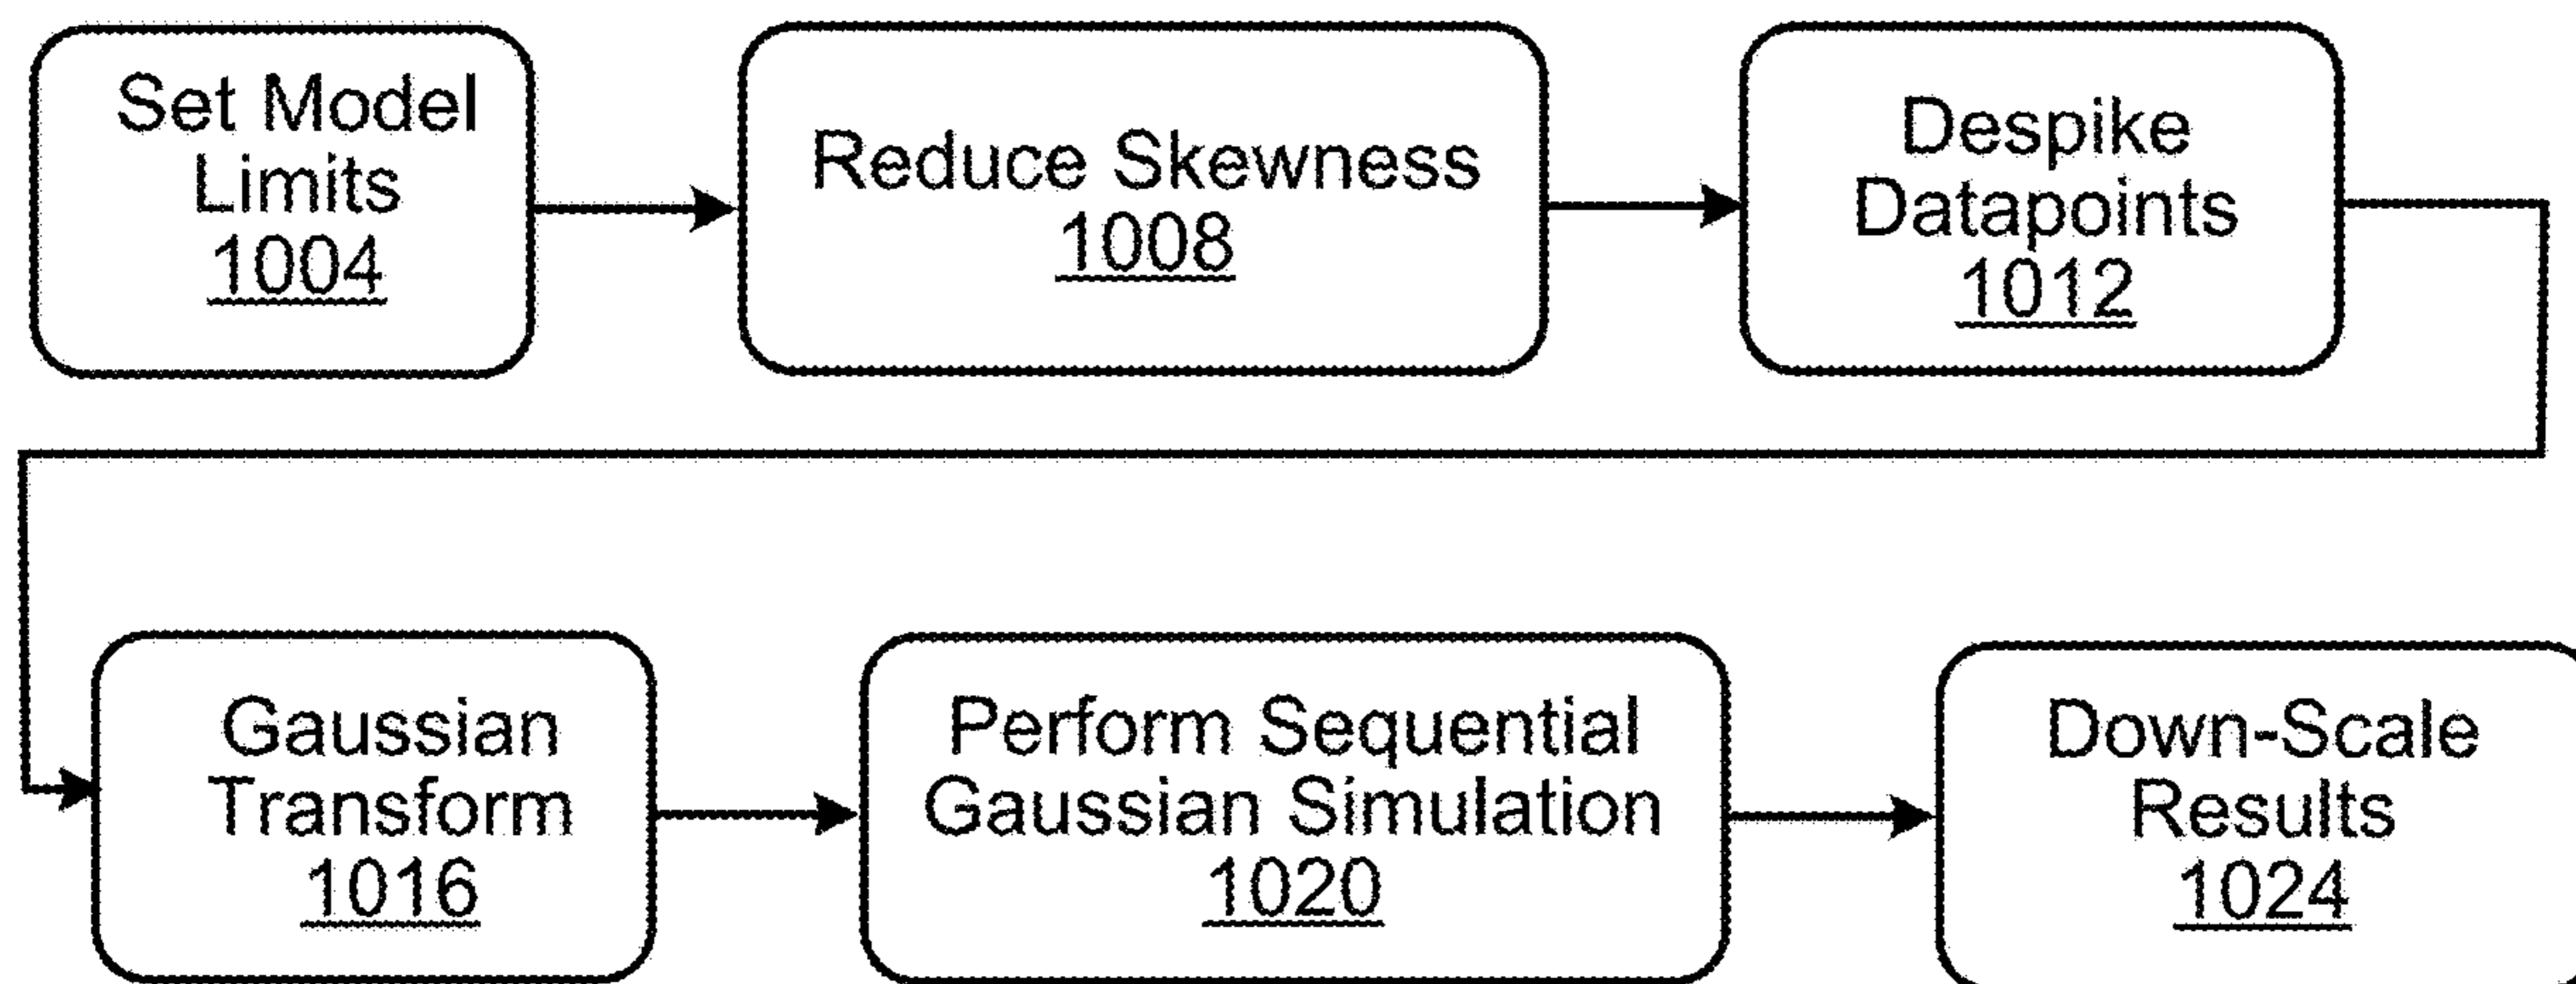 Set Model
Limits
1004
Reduce Skewness
1008
Despike
Datapoints
1012
Gaussian
Transform
1016
Perform Sequential
Gaussian Simulation
1020
Down-Scale
Results
1024